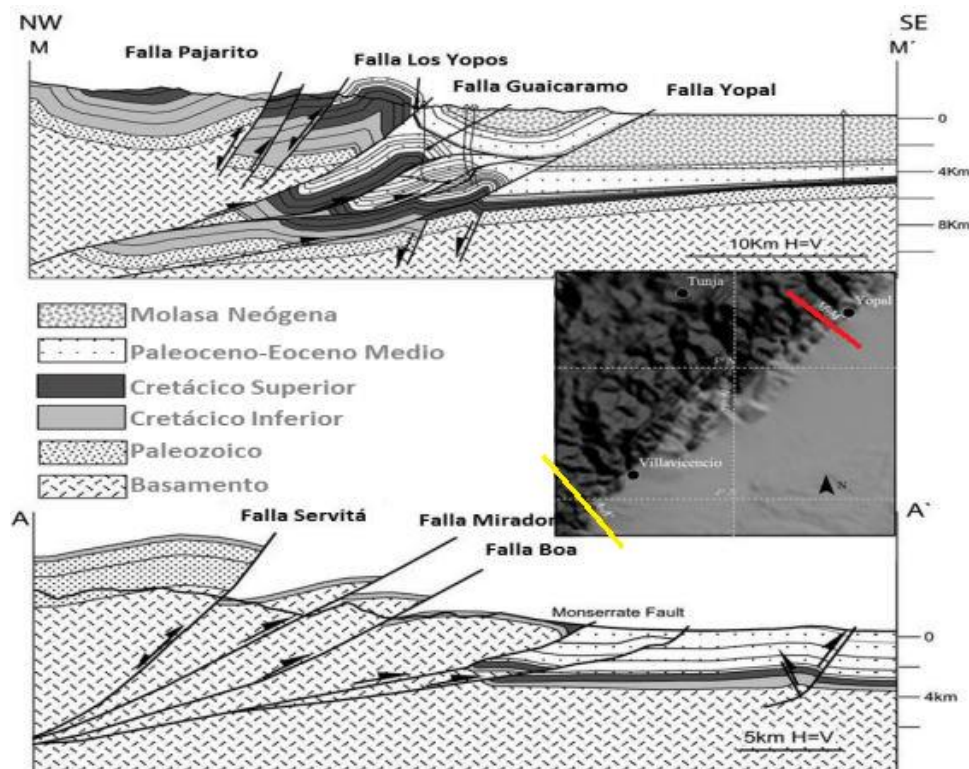 NW
M
SE
M´
Falla Pajarito
Falla Los Yopos
Falla Guaicaramo
Falla Yopal
0
4Km
8Km
10Km H=V
Molasa Neógena
Paleoceno-Eoceno Medio
Cretácico Superior
Cretácico Inferior
Paleozoico
Basamento
Tunja
Yopal
Villavicencio
N
A
A`
Falla Servitá
Falla Mirador
Falla Boa
Monserrate Fault
0
4km
5km H=V